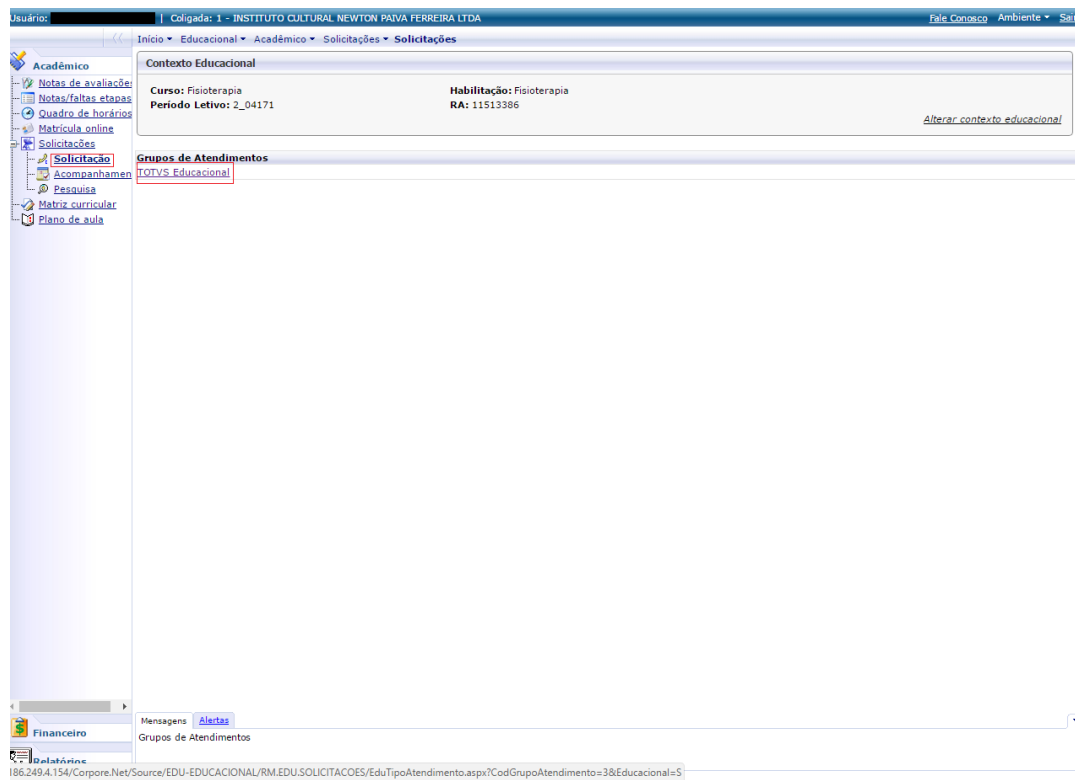 Usuário: | Coligada: 1 - INSTITUTO CULTURAL NEWTON PAIVA FERREIRA LTDA Fale Conosco Ambiente Sai
Início Educacional Acadêmico Solicitações Solicitações
Acadêmico
Notas de avaliações
Notas/faltas etapas
Quadro de horários
Matrícula online
Solicitações
Solicitação
Acompanhamen
Pesquisa
Matriz curricular
Plano de aula
Contexto Educacional
Curso: Fisioterapia Habilitação: Fisioterapia
Período Letivo: 2_04171 RA: 11513386
Alterar contexto educacional
Grupos de Atendimentos
TOTVS Educacional
Financeiro
Relatórios
Mensagens Alertas
Grupos de Atendimentos
186.249.4.154/Corpore.Net/Source/EDU-EDUCACIONAL/RM.EDU.SOLICITACOES/EduTipoAtendimento.aspx?CodGrupoAtendimento=3&Educacional=S